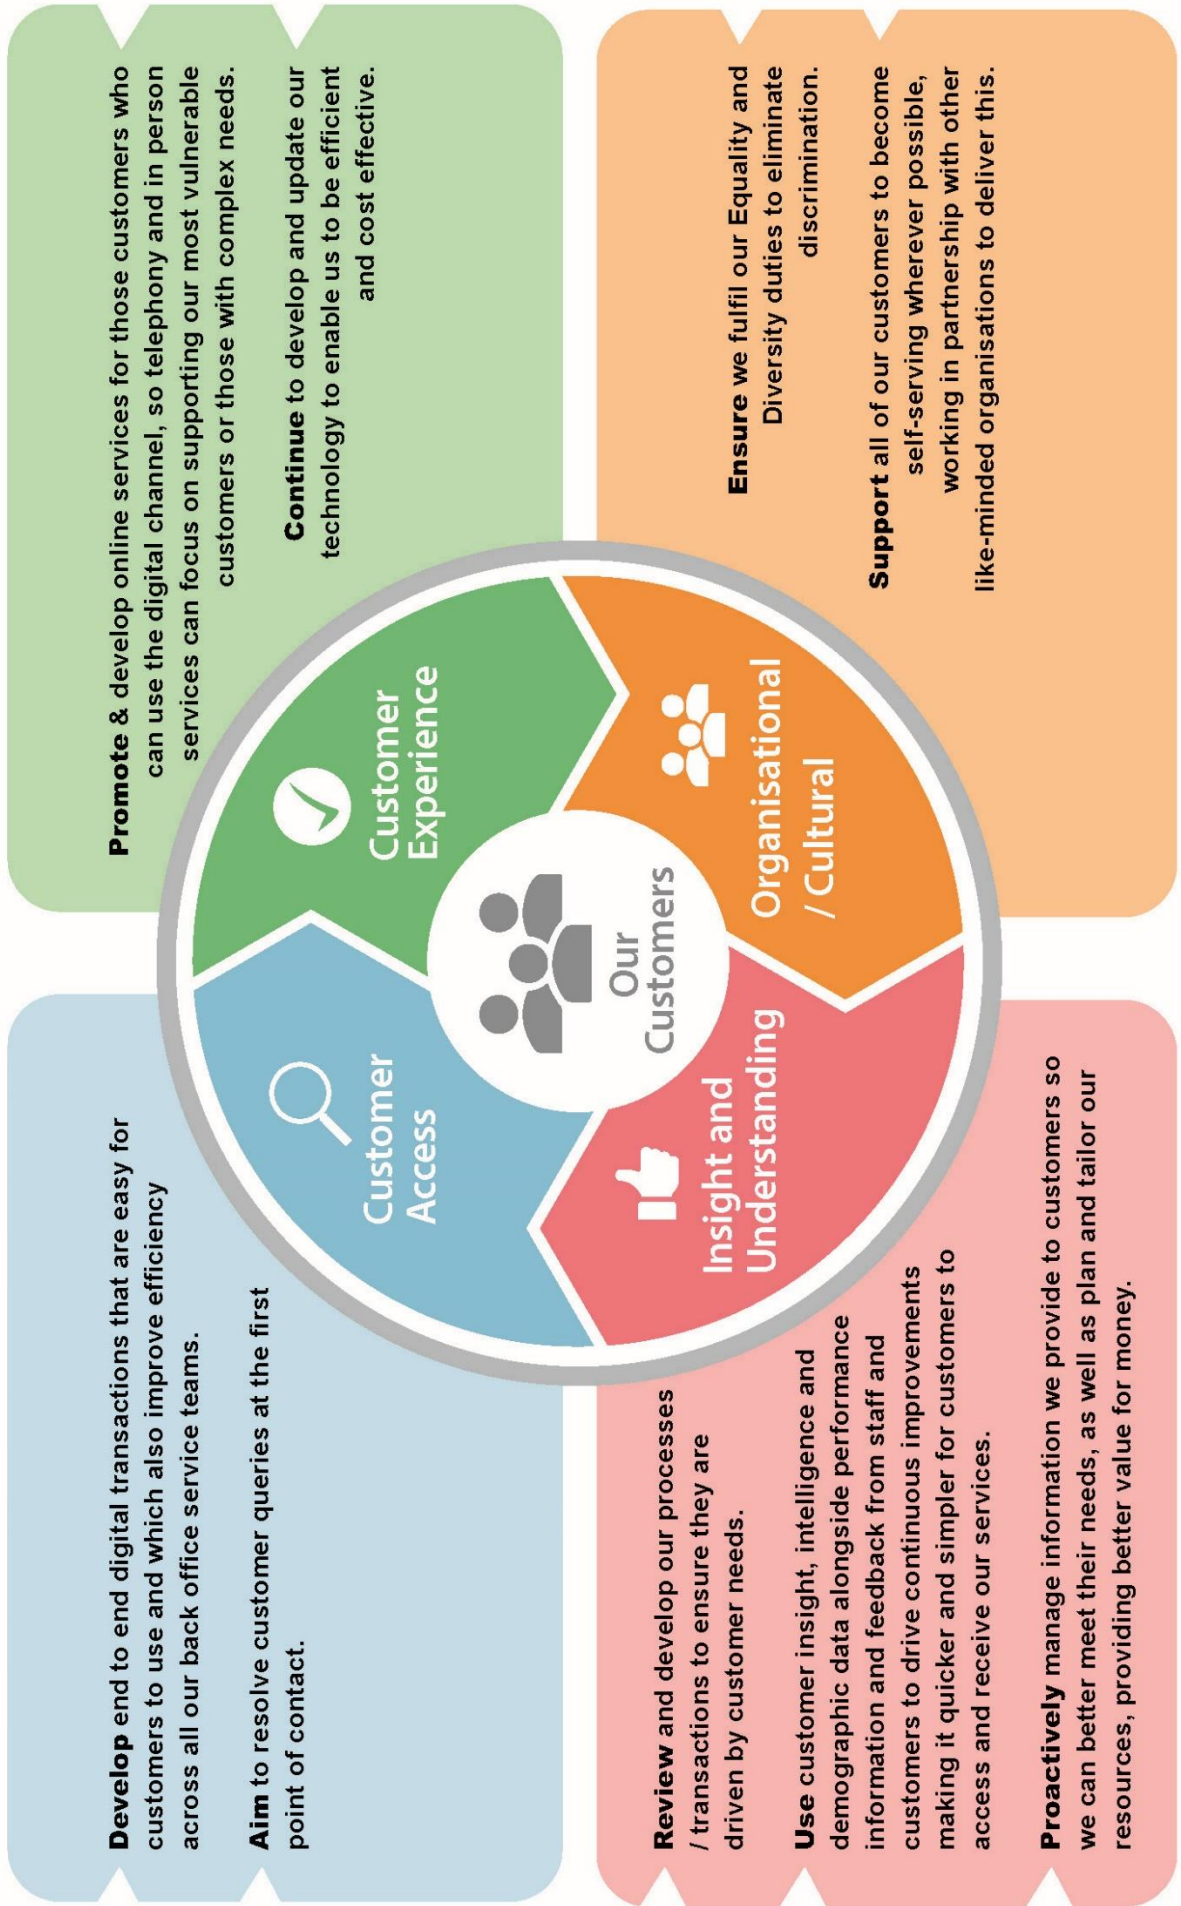 Develop end to end digital transactions that are easy for
customers to use and which also improve efficiency
across all our back office service teams.
Aim to resolve customer queries at the first
point of contact.
Promote & develop online services for those customers who
can use the digital channel, so telephony and in person
services can focus on supporting our most vulnerable
customers or those with complex needs.
Continue to develop and update our
technology to enable us to be efficient
and cost effective.
Customer
Access
Customer
Experience
Our
Customers
Insight and
Understanding
Organisational
/ Cultural
Review and develop our processes
/ transactions to ensure they are
driven by customer needs.
Use customer insight, intelligence and
demographic data alongside performance
information and feedback from staff and
customers to drive continuous improvements
making it quicker and simpler for customers to
access and receive our services.
Proactively manage information we provide to customers so
we can better meet their needs, as well as plan and tailor our
resources, providing better value for money.
Ensure we fulfil our Equality and
Diversity duties to eliminate
discrimination.
Support all of our customers to become
self-serving wherever possible,
working in partnership with other
like-minded organisations to deliver this.